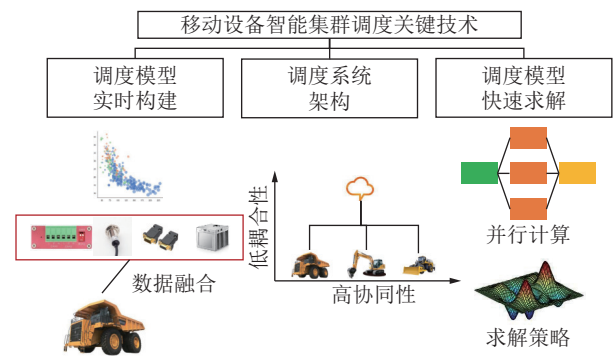 移动设备智能集群调度关键技术
调度模型
实时构建
调度系统
架构
调度模型
快速求解
数据融合
低耦合性
高协同性
并行计算
求解策略